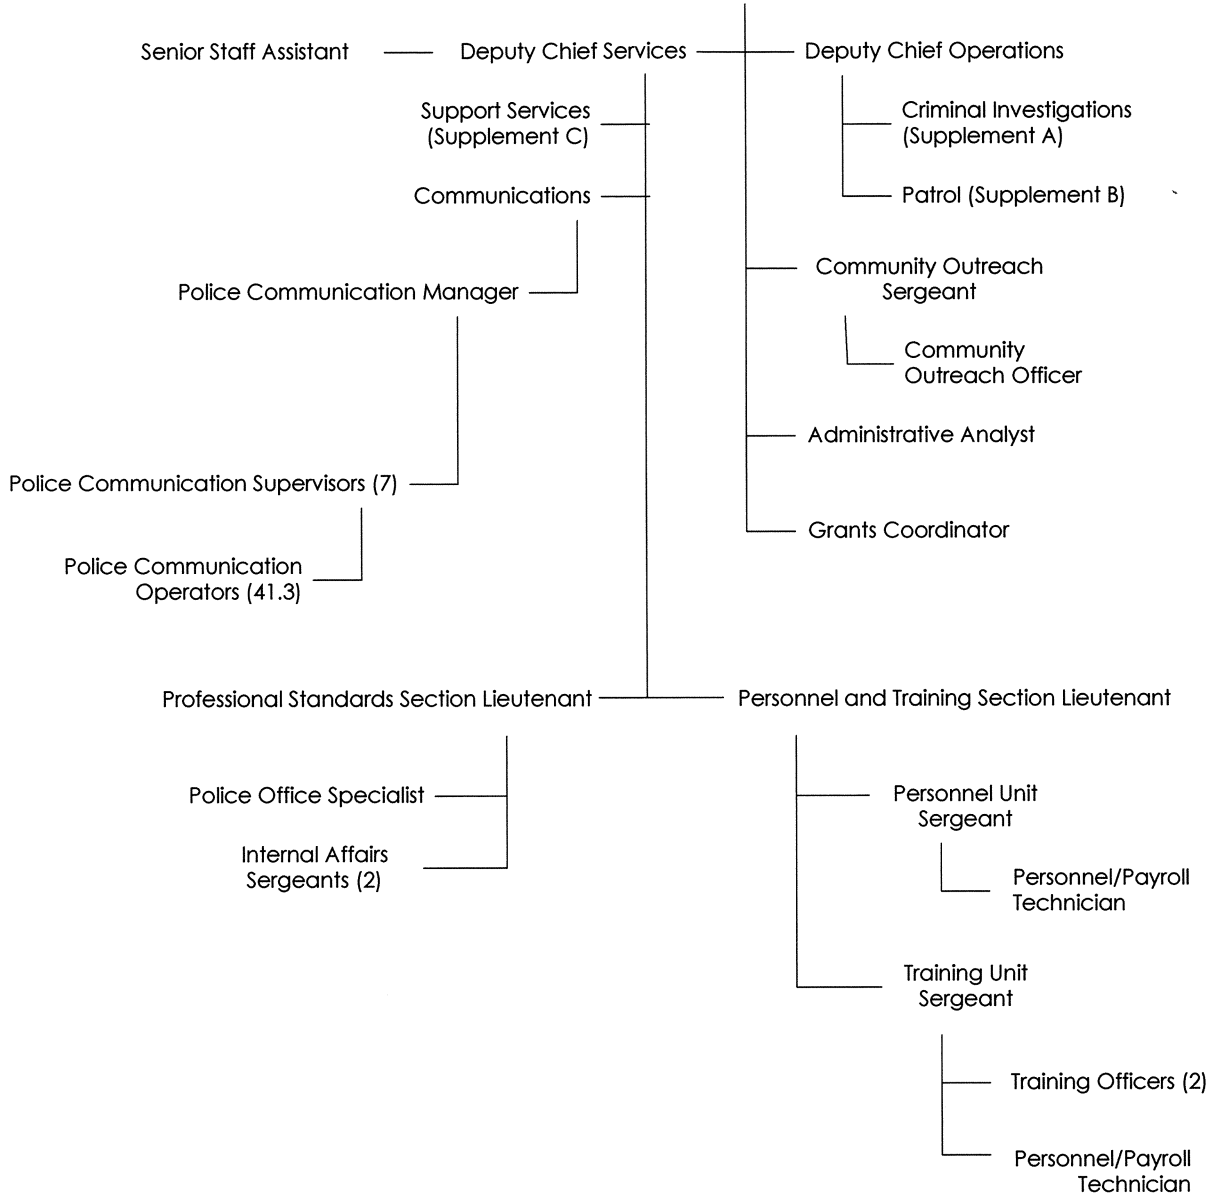 Senior Staff Assistant
Deputy Chief Services
Deputy Chief Operations
Support Services
(Supplement C)
Criminal Investigations
(Supplement A)
Communications
Patrol (Supplement B)
Police Communication Manager
Community Outreach
Sergeant
Community
Outreach Officer
Administrative Analyst
Police Communication Supervisors (7)
Grants Coordinator
Police Communication
Operators (41.3)
Professional Standards Section Lieutenant
Personnel and Training Section Lieutenant
Police Office Specialist
Personnel Unit
Sergeant
Internal Affairs
Sergeants (2)
Personnel/Payroll
Technician
Training Unit
Sergeant
Training Officers (2)
Personnel/Payroll
Technician